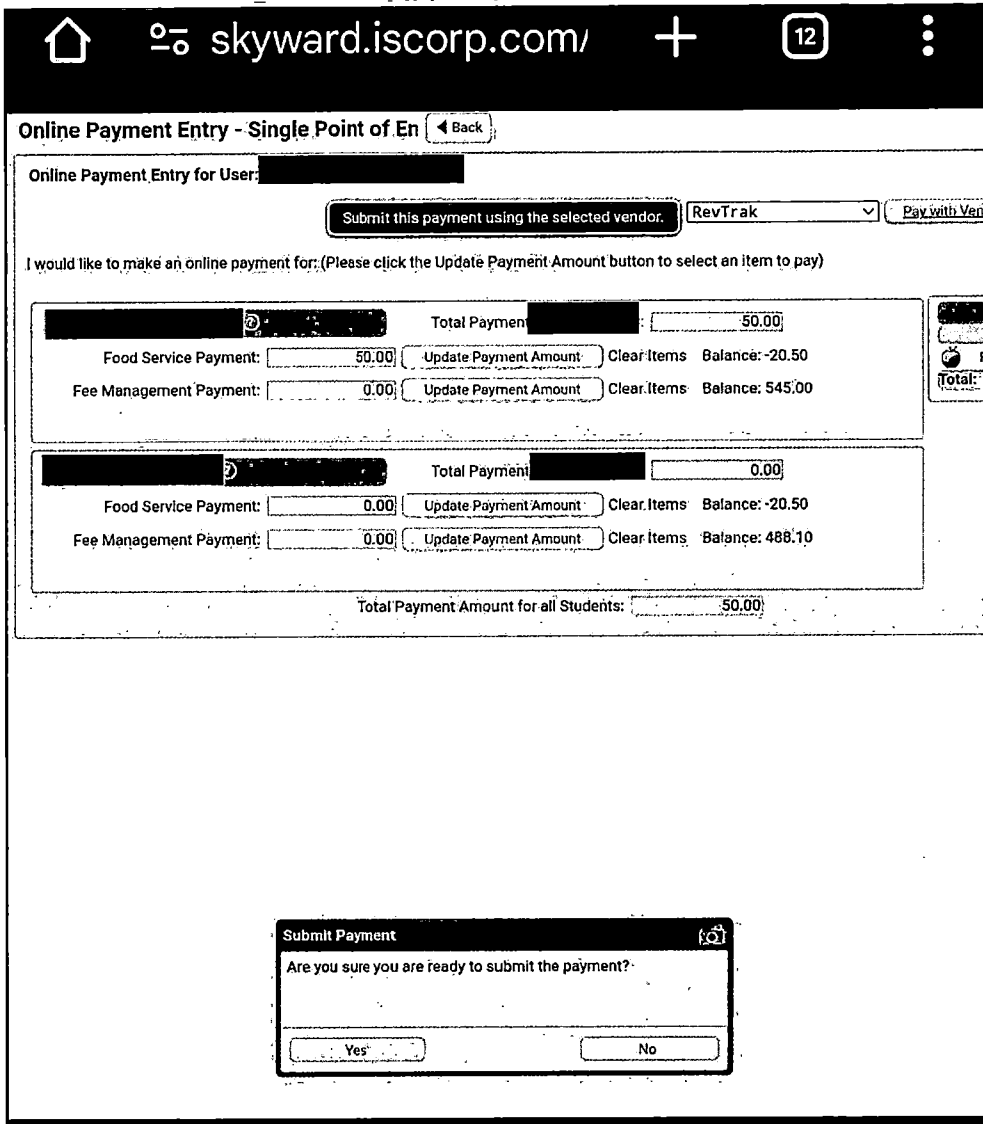 skyward.iscorp.com/
12
Online Payment Entry - Single Point of En Back
Online Payment Entry for User:
Submit this payment using the selected vendor. RevTrak Pay with Ven
I would like to make an online payment for: (Please click the Update Payment Amount button to select an item to pay)
Total Payment : 50.00
Food Service Payment: 50.00 Update Payment Amount Clear Items Balance: -20.50
Fee Management Payment: 0.00 Update Payment Amount Clear Items Balance: 545.00
Total:
Total Payment 0.00
Food Service Payment: 0.00 Update Payment Amount Clear Items Balance: -20.50
Fee Management Payment: 0.00 Update Payment Amount Clear Items Balance: 488.10
Total Payment Amount for all Students: 50.00
Submit Payment
Are you sure you are ready to submit the payment?
Yes No